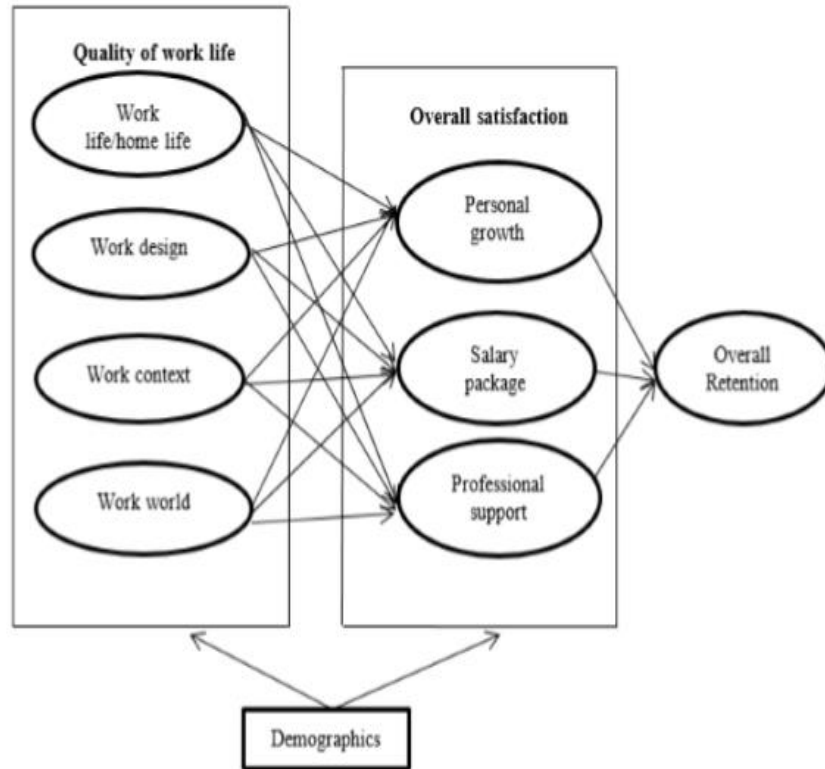 Quality of work life
Work
life/home life
Work design
Work context
Work world
Overall satisfaction
Personal
growth
Salary
package
Professional
support
Overall
Retention
Demographics